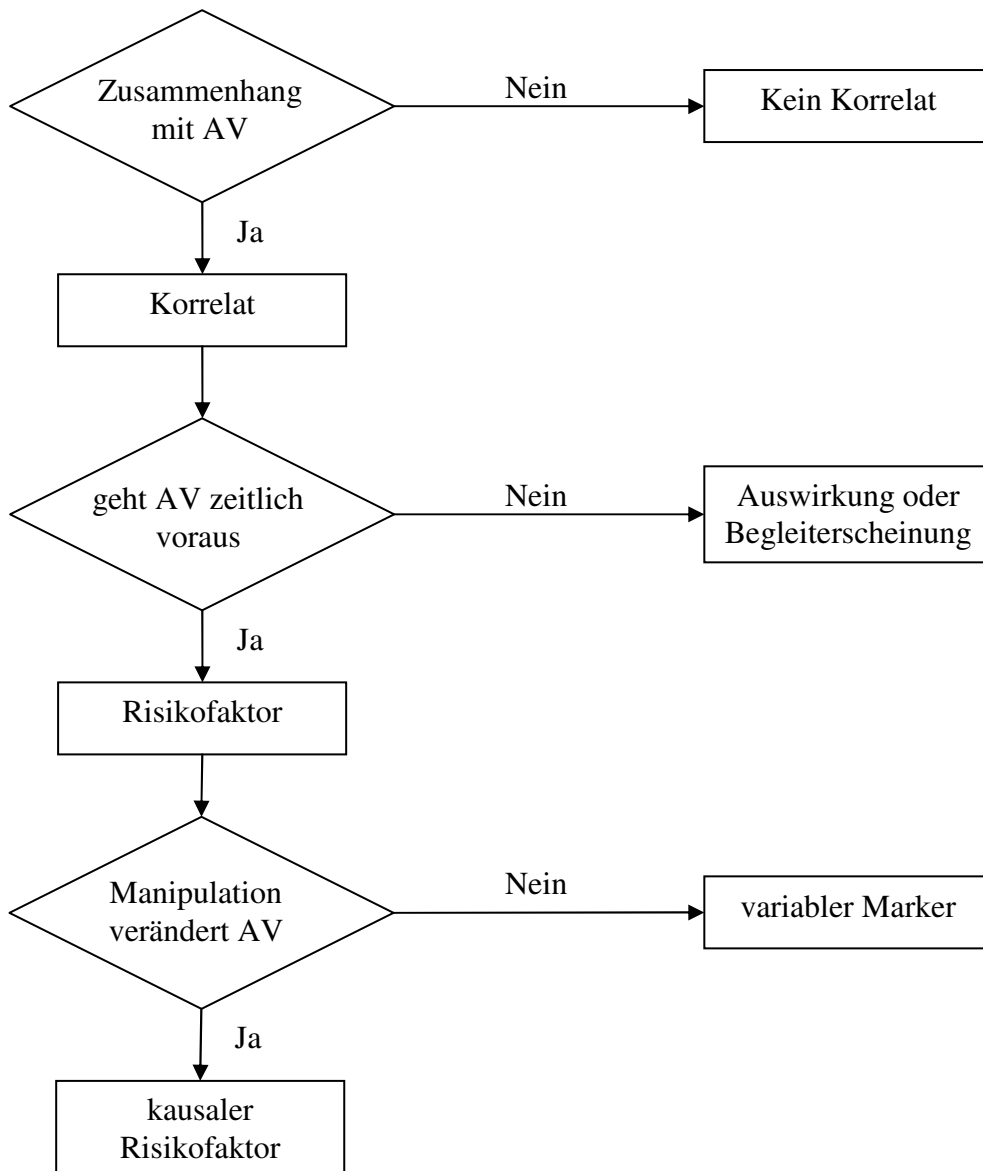 Zusammenhang
mit AV
Nein
Kein Korrelat
Ja
Korrelat
geht AV zeitlich
voraus
Nein
Auswirkung oder
Begleiterscheinung
Ja
Risikofaktor
Manipulation
verändert AV
Nein
variabler Marker
Ja
kausaler
Risikofaktor